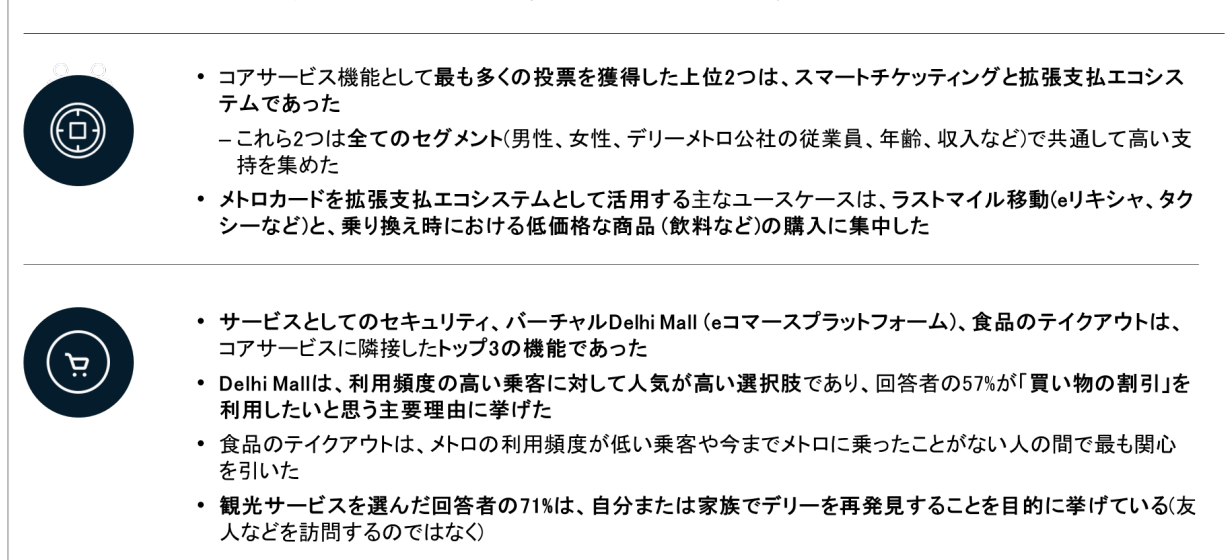 • コアサービス機能として最も多くの投票を獲得した上位2つは、スマートチケッティングと拡張支払エコシス
テムであった
– これら2つは全てのセグメント(男性、女性、デリーメトロ公社の従業員、年齢、収入など)で共通して高い支
持を集めた
• メトロカードを拡張支払エコシステムとして活用する主なユースケースは、ラストマイル移動(eリキシャ、タク
シーなど)と、乗り換え時における低価格な商品 (飲料など)の購入に集中した
• サービスとしてのセキュリティ、バーチャルDelhi Mall (eコマースプラットフォーム)、食品のテイクアウトは、
コアサービスに隣接したトップ3の機能であった
• Delhi Mallは、利用頻度の高い乗客に対して人気が高い選択肢であり、回答者の57%が「買い物の割引」を
利用したいと思う主要理由に挙げた
• 食品のテイクアウトは、メトロの利用頻度が低い乗客や今までメトロに乗ったことがない人の間で最も関心
を引いた
• 観光サービスを選んだ回答者の71%は、自分または家族でデリーを再発見することを目的に挙げている(友
人などを訪問するのではなく)